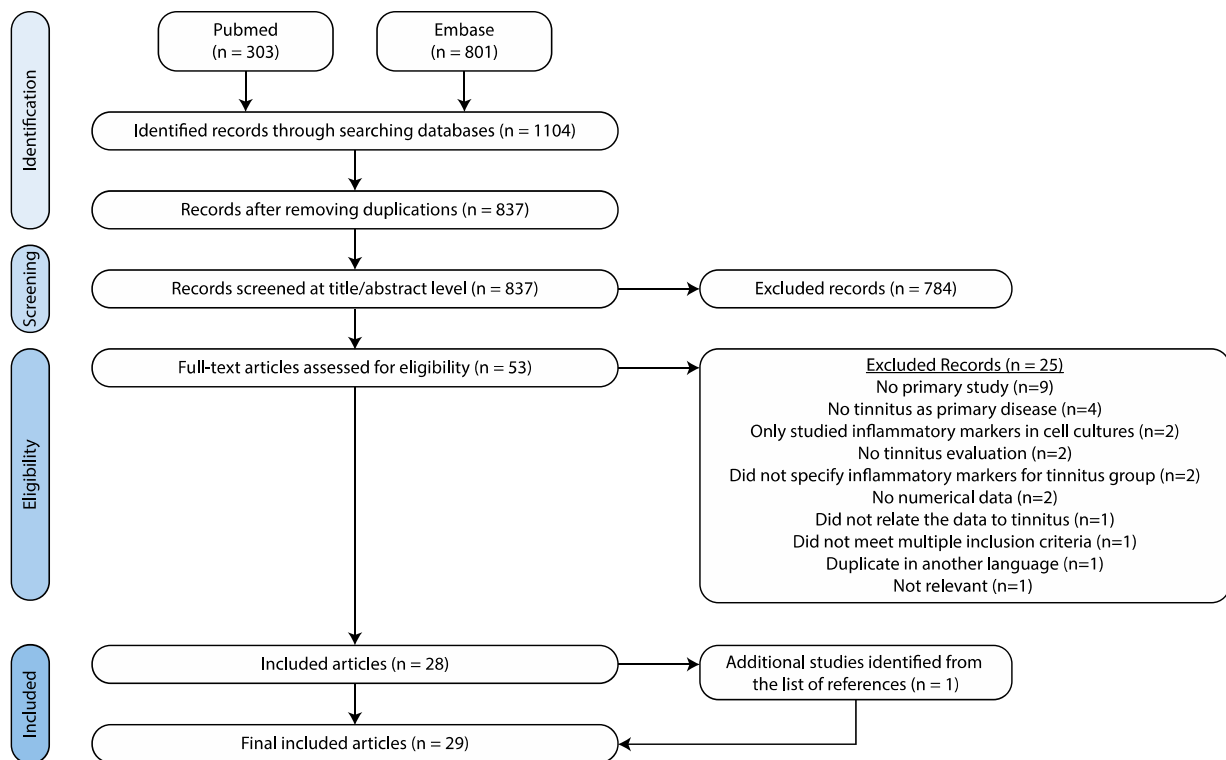 Identification
Pubmed
(n = 303)
Embase
(n = 801)
Identified records through searching databases (n = 1104)
Records after removing duplications (n = 837)
Screening
Records screened at title/abstract level (n = 837)
Excluded records (n = 784)
Eligibility
Full-text articles assessed for eligibility (n = 53)
Excluded Records (n = 25)
No primary study (n=9)
No tinnitus as primary disease (n=4)
Only studied inflammatory markers in cell cultures (n=2)
No tinnitus evaluation (n=2)
Did not specify inflammatory markers for tinnitus group (n=2)
No numerical data (n=2)
Did not relate the data to tinnitus (n=1)
Did not meet multiple inclusion criteria (n=1)
Duplicate in another language (n=1)
Not relevant (n=1)
Included
Included articles (n = 28)
Additional studies identified from
the list of references (n = 1)
Final included articles (n = 29)